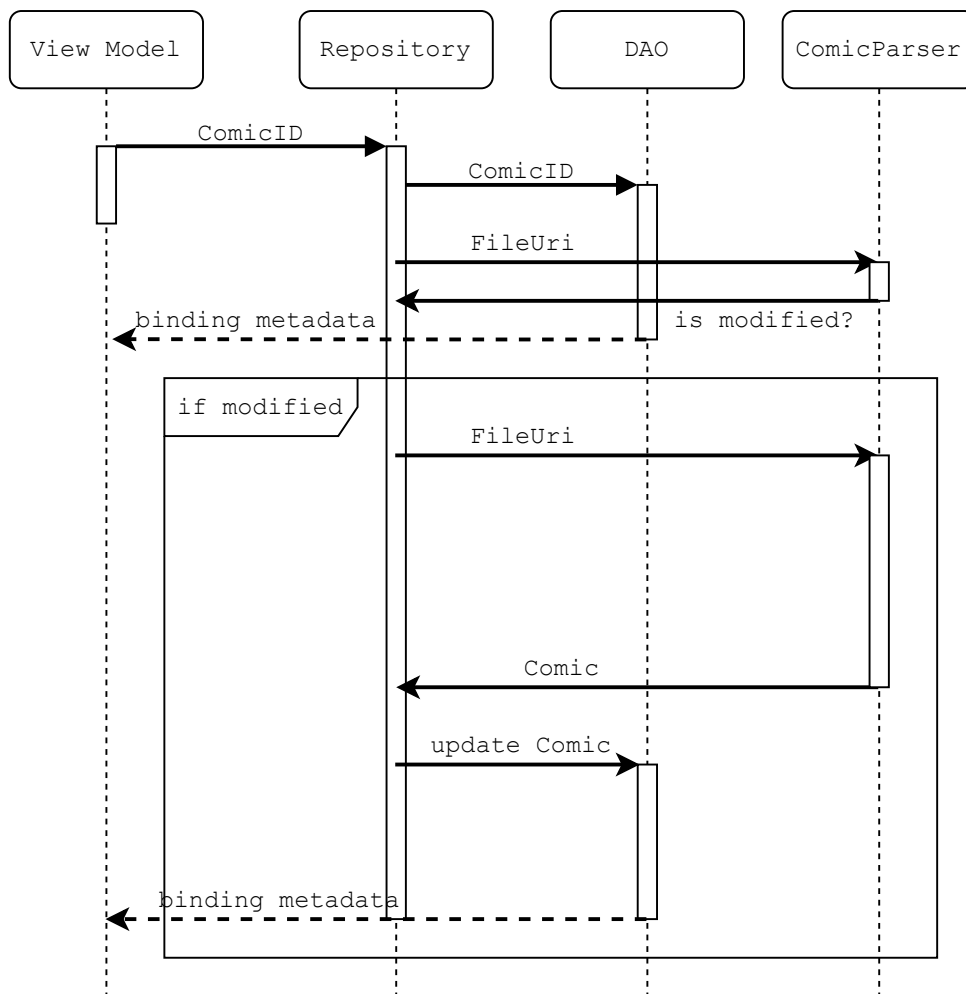 View Model
Repository
DAO
ComicParser
ComicID
ComicID
FileUri
is modified?
binding metadata
if modified
FileUri
Comic
update Comic
binding metadata